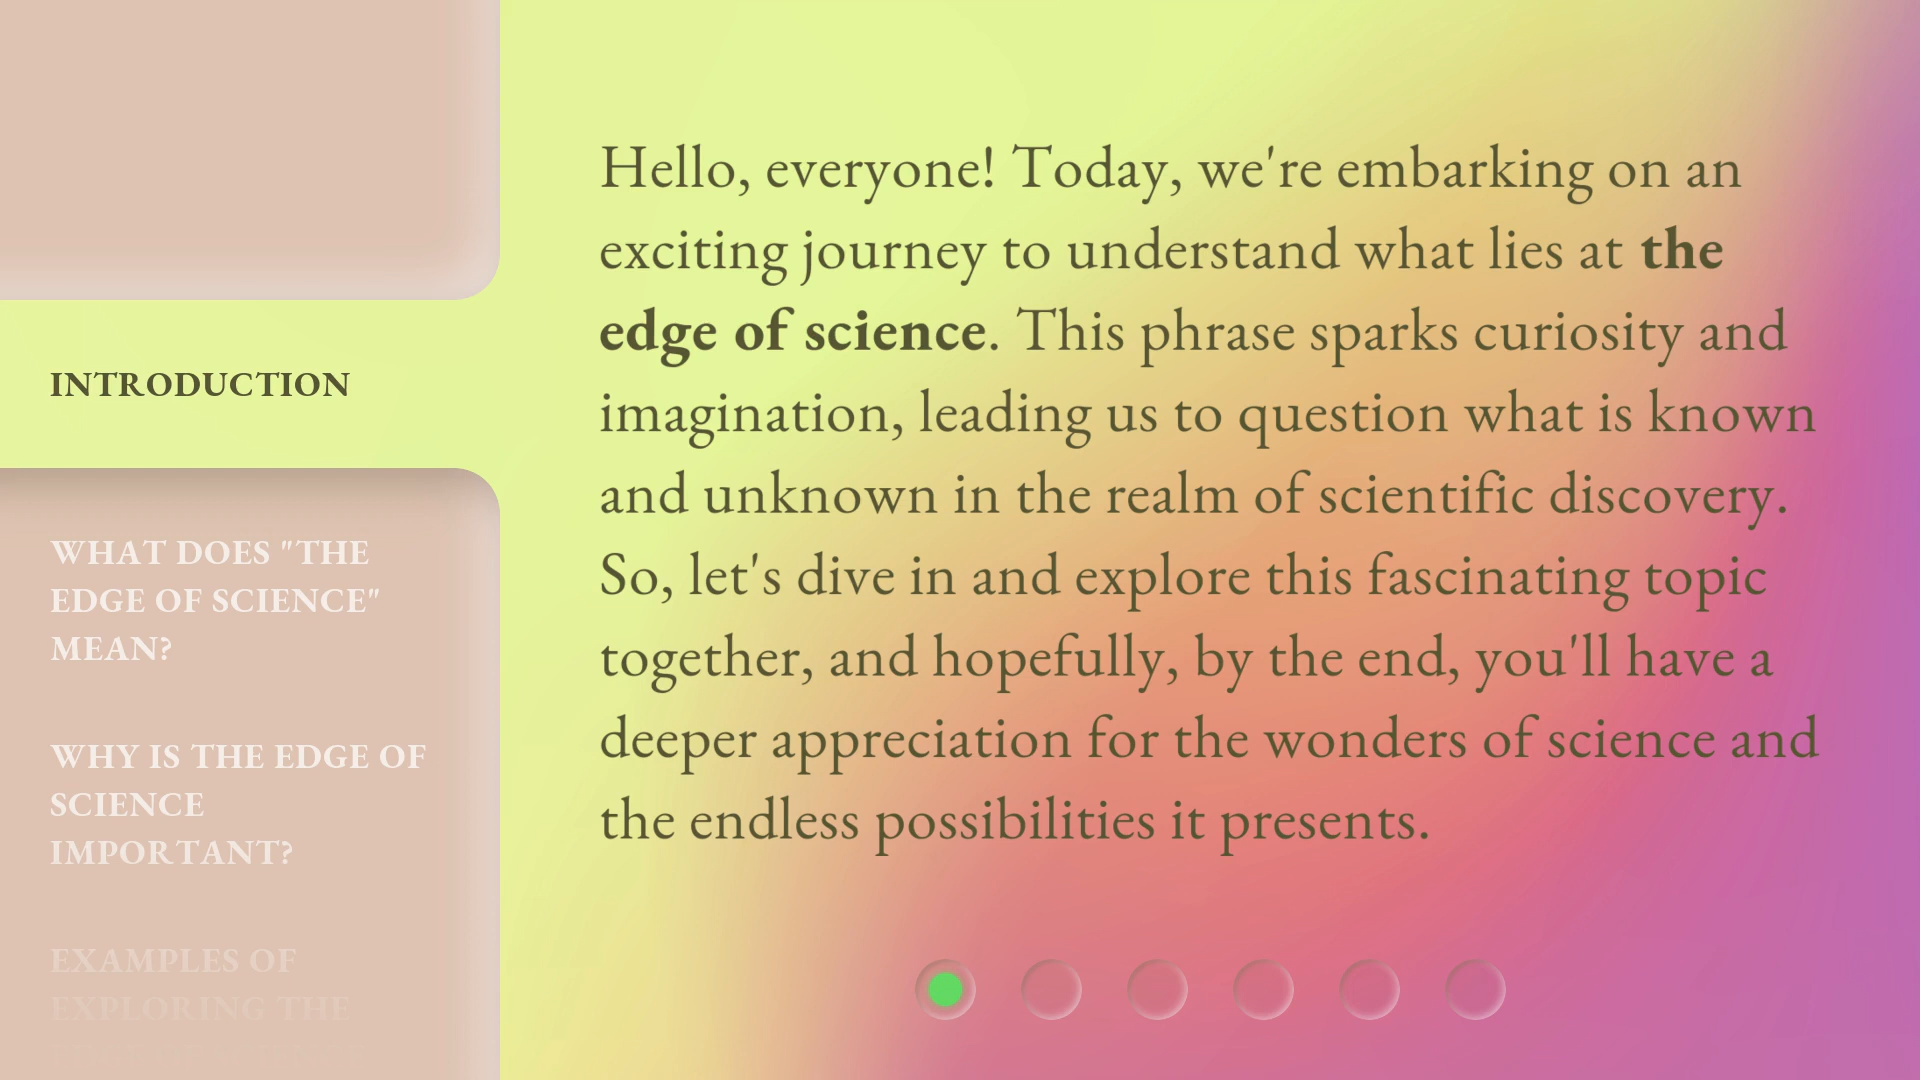 INTRODUCTION
WHAT DOES "THE
EDGE OF SCIENCE"
MEAN?
WHY IS THE EDGE OF
SCIENCE
IMPORTANT?
EXAMPLES OF
EXPLORING THE
Hello, everyone! Today, we're embarking on an
exciting journey to understand what lies at the
edge of science. This phrase sparks curiosity and
imagination, leading us to question what is known
and unknown in the realm of scientific discovery.
So, let's dive in and explore this fascinating topic
together, and hopefully, by the end, you'll have a
deeper appreciation for the wonders of science and
the endless possibilities it presents.